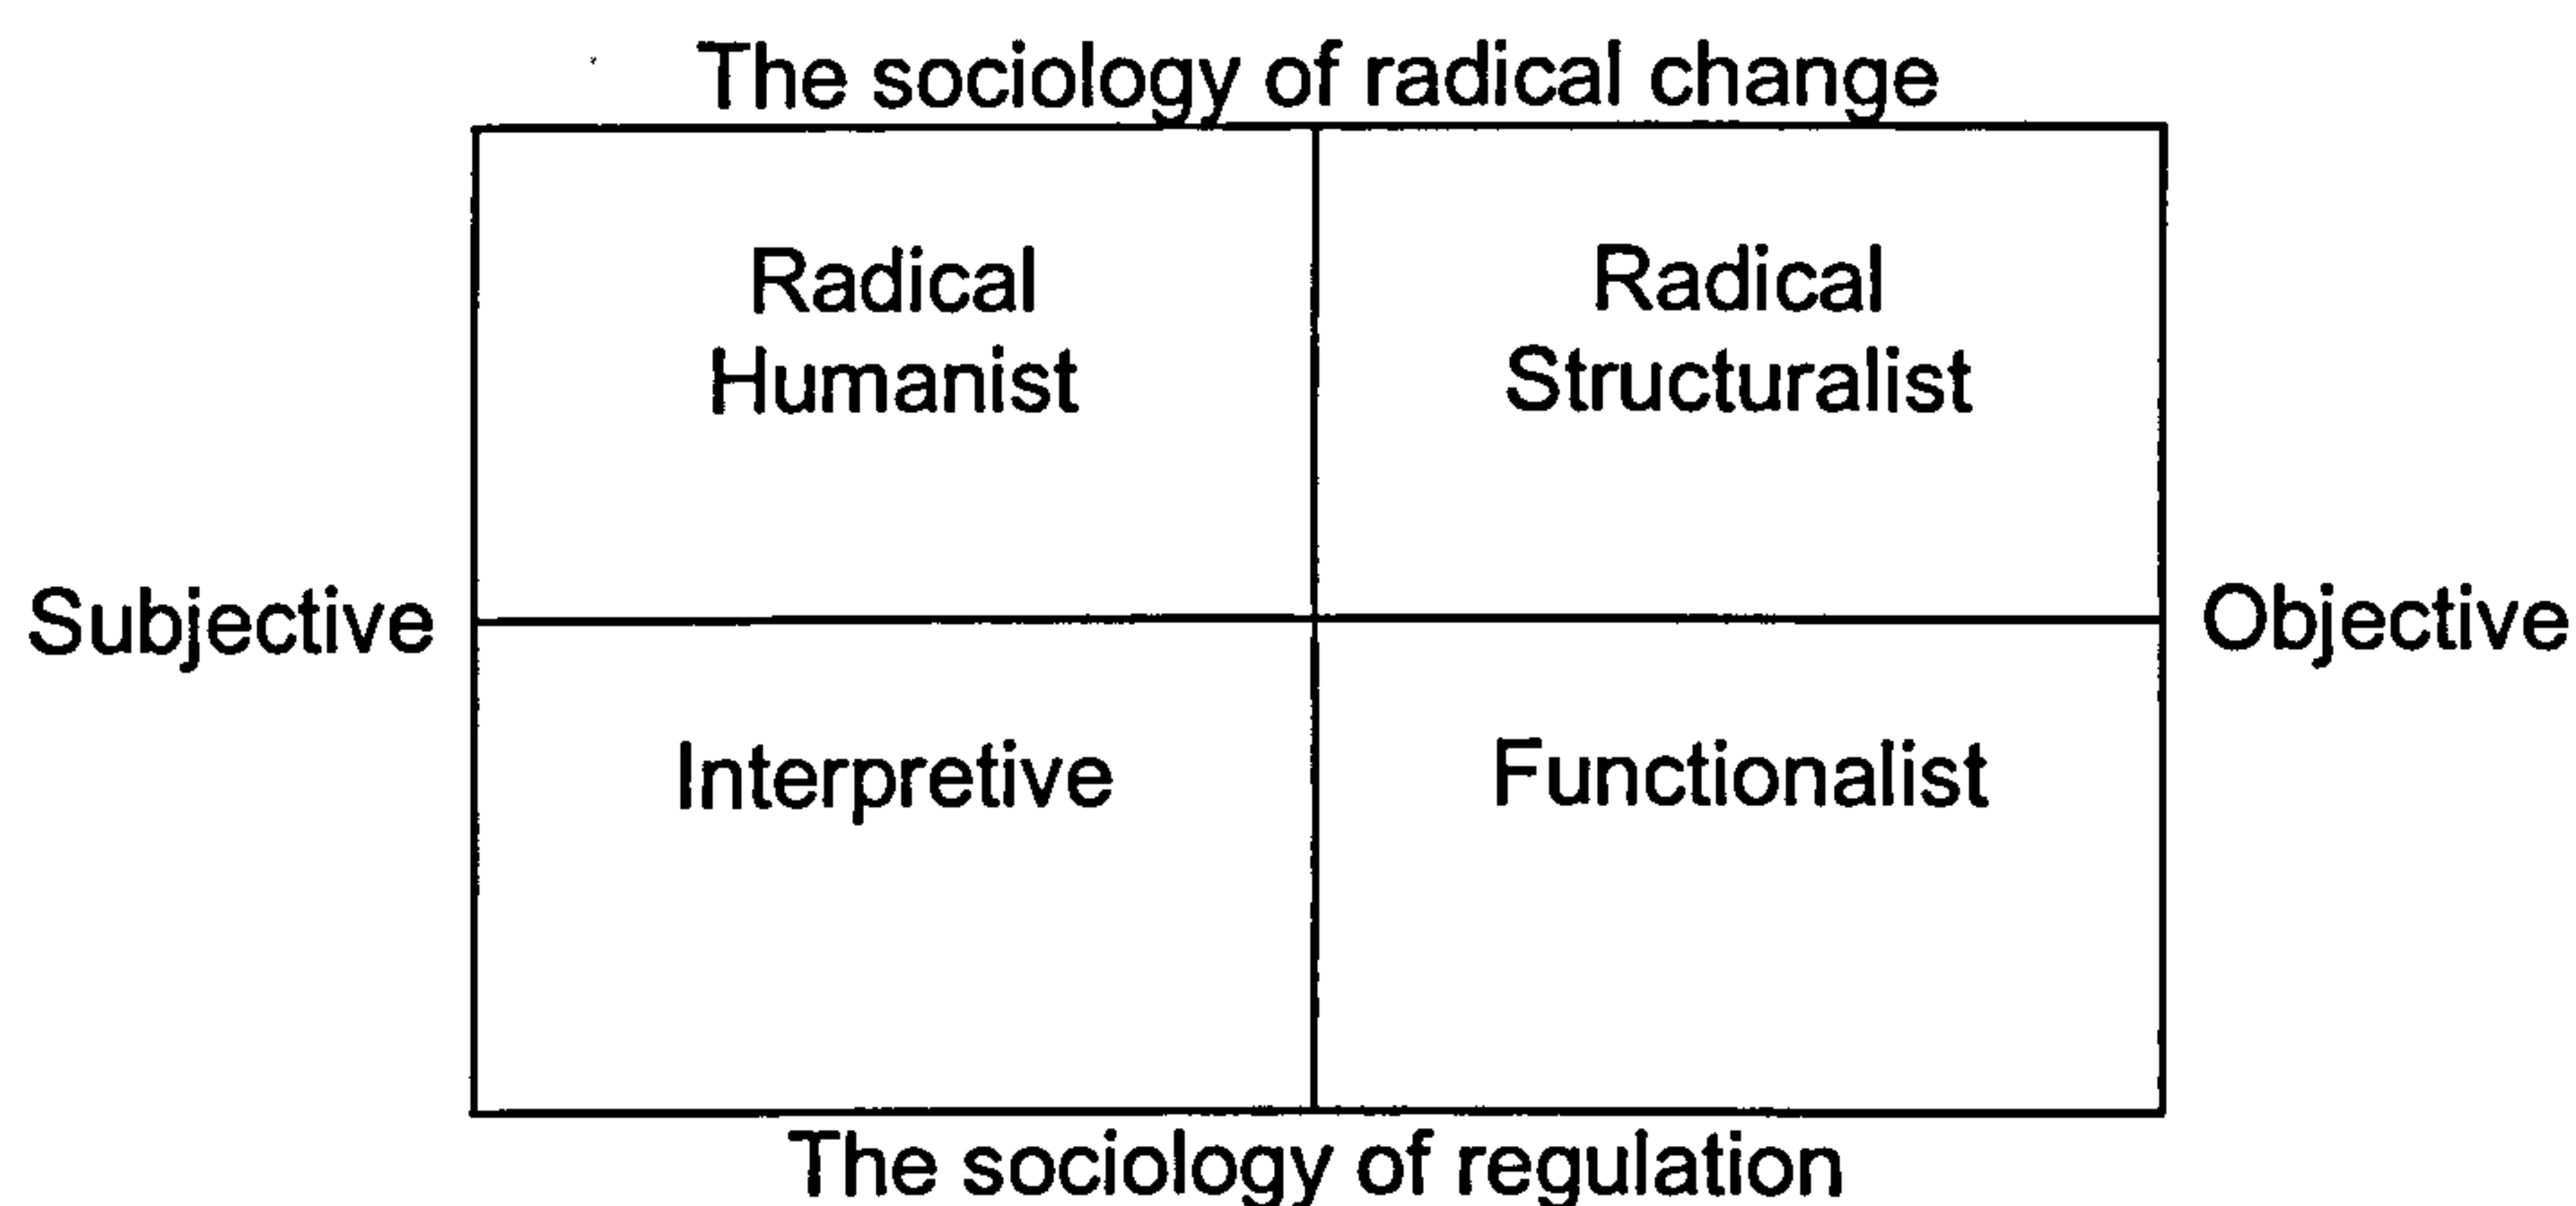 The sociology of radical change
Radical
Humanist
Radical
Structuralist
Subjective
Objective
Interpretive
Functionalist
The sociology of regulation